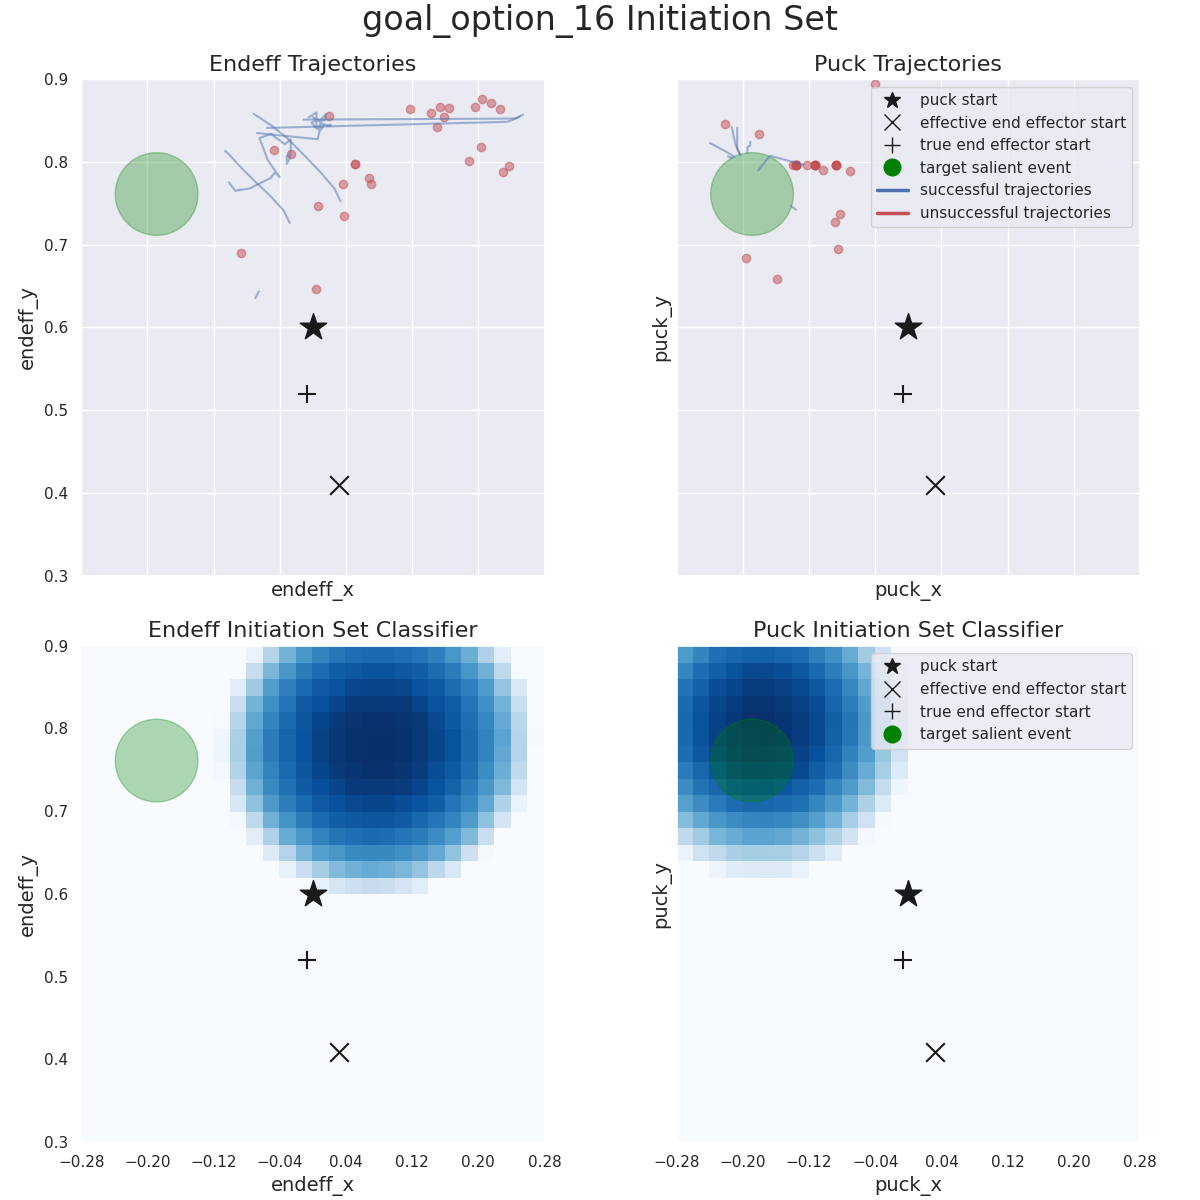 goal_option_16 Initiation Set
Endeff Trajectories
0.9
0.8
0.7
0.6
0.5
0.4
0.3
endeff_y
endeff_x
Puck Trajectories
puck start
effective end effector start
true end effector start
target salient event
successful trajectories
unsuccessful trajectories
puck_y
puck_x
Endeff Initiation Set Classifier
0.9
0.8
0.7
0.6
0.5
0.4
0.3
endeff_y
−0.28 −0.20 −0.12 −0.04 0.04 0.12 0.20 0.28
endeff_x
Puck Initiation Set Classifier
puck start
effective end effector start
true end effector start
target salient event
puck_y
−0.28 −0.20 −0.12 −0.04 0.04 0.12 0.20 0.28
puck_x